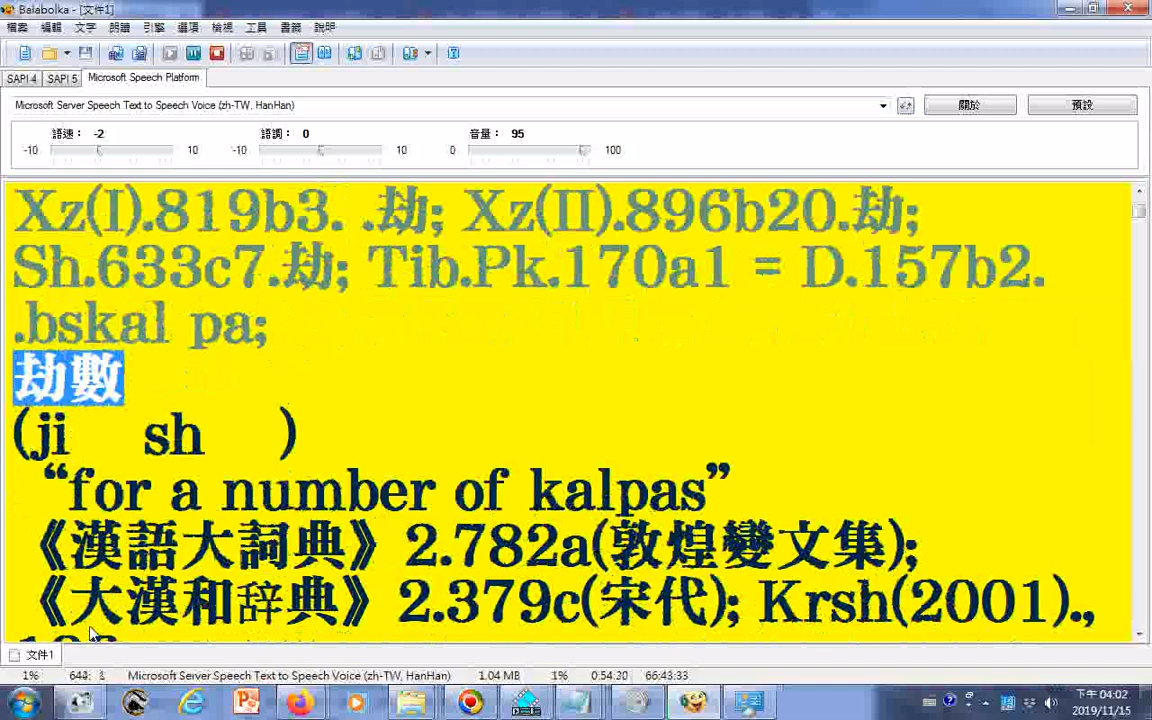 Balabolka - [文件1]
檔案 編輯 文字 朗讀 引擎 選項 檢視 工具 書籤 說明
SAPI 4 SAPI 5 Microsoft Speech Platform
Microsoft Server Speech Text to Speech Voice (zh-TW, HanHan) 關於 預設
語速： -2 語調： 0 音量： 95
-10 10 -10 10 0 100
Xz(I).819b3. .劫; Xz(II).896b20.劫;
Sh.633c7.劫; Tib.Pk.170a1 = D.157b2.
.bskal pa;
劫數
(ji sh )
“for a number of kalpas”
《漢語大詞典》 2.782a(敦煌變文集);
《大漢和辞典》 2.379c(宋代); Krsh(2001).,
文件1
1% Microsoft Server Speech Text to Speech Voice (zh-TW, HanHan) 1.04 MB 1% 0:54:30 66:43:33
下午 04:02
2019/11/15